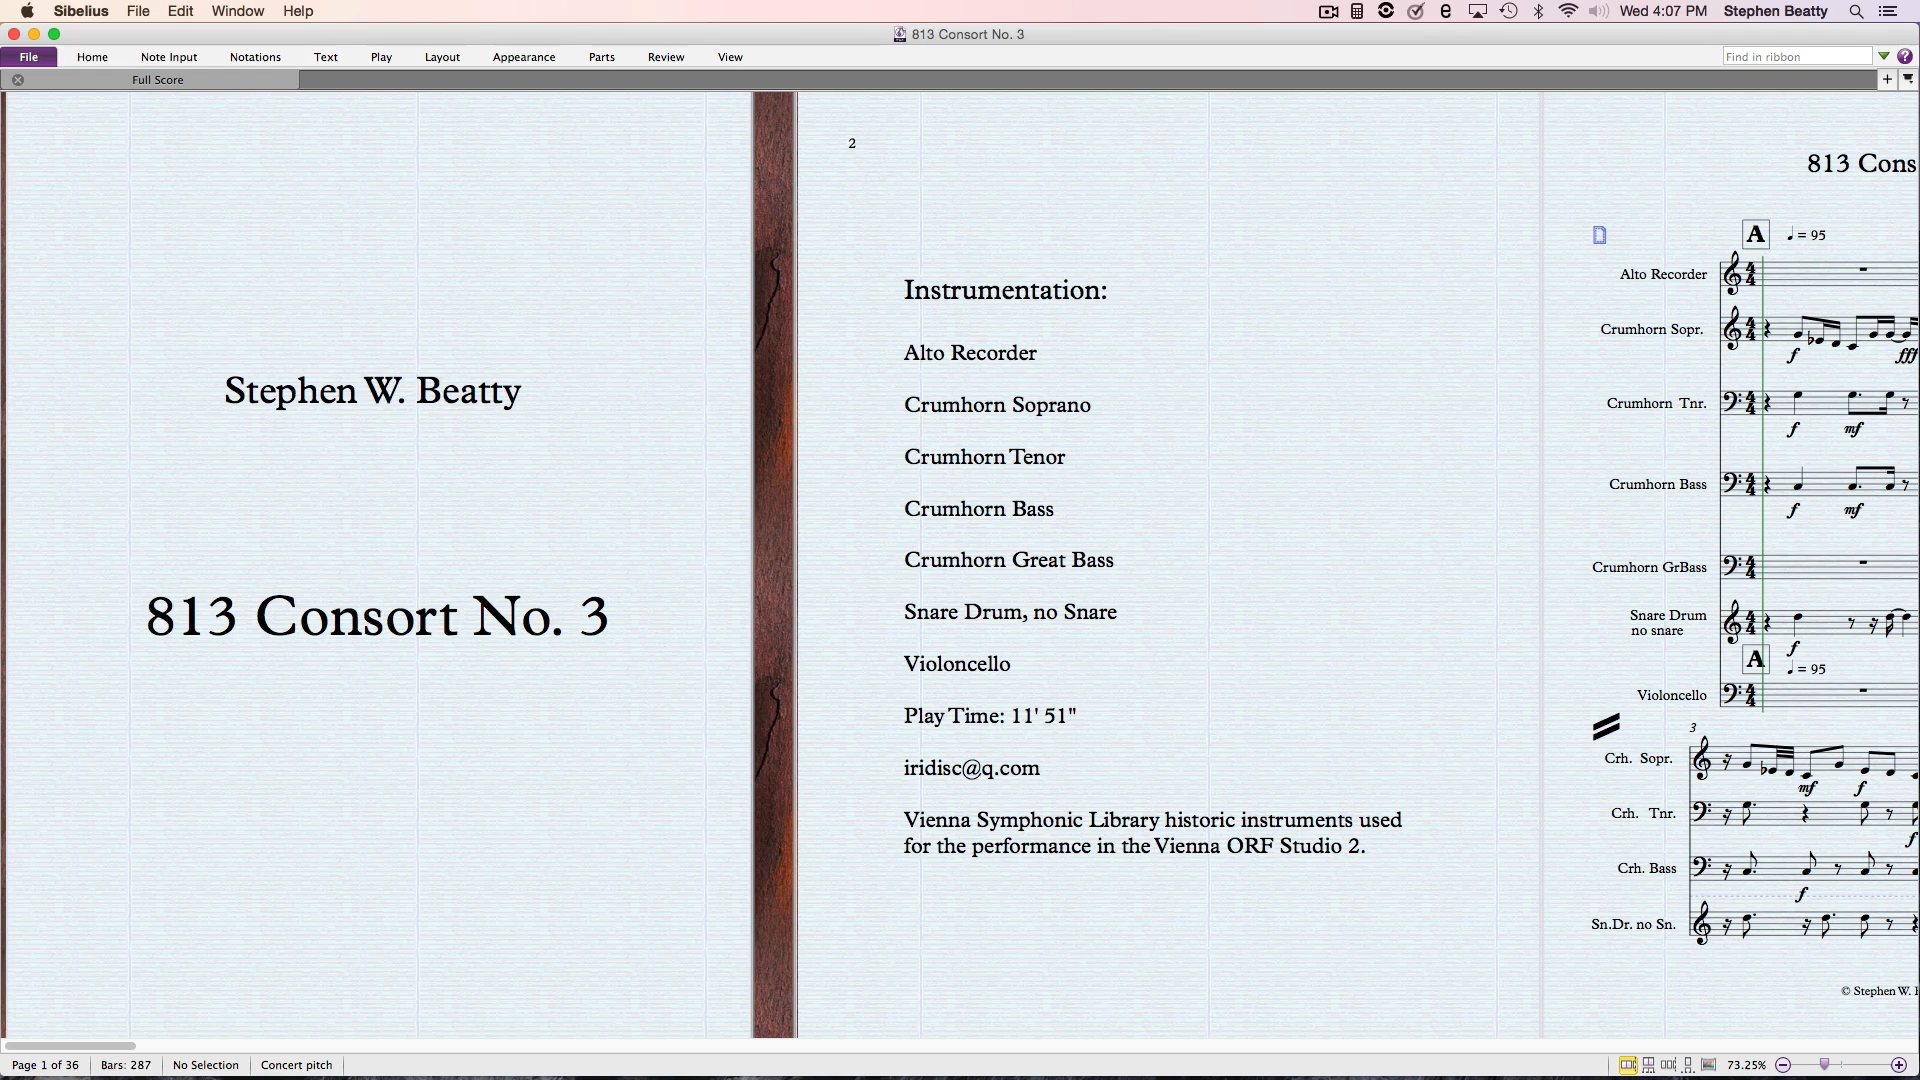 Sibelius File Edit Window Help
Wed 4:07 PM Stephen Beatty
813 Consort No. 3
File Home Note Input Notations Text Play Layout Appearance Parts Review View
Find in ribbon
Full Score
Stephen W. Beatty
813 Consort No. 3
2
Instrumentation:
Alto Recorder
Crumhorn Soprano
Crumhorn Tenor
Crumhorn Bass
Crumhorn Great Bass
Snare Drum, no Snare
Violoncello
Play Time: 11' 51"
iridisc@q.com
Vienna Symphonic Library historic instruments used
for the performance in the Vienna ORF Studio 2.
813 Cons
A ♩ = 95
Alto Recorder
Crumhorn Sopr.
f fff
Crumhorn Tnr.
f mf
Crumhorn Bass
f mf
Crumhorn GrBass
Snare Drum
no snare
f
A ♩ = 95
Violoncello
3
Crh. Sopr.
mf f
Crh. Tnr.
f
Crh. Bass
f
Sn.Dr. no Sn.
© Stephen W.
Page 1 of 36 Bars: 287 No Selection Concert pitch
73.25%